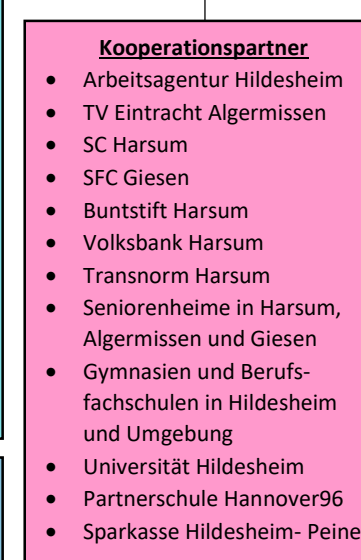 Kooperationspartner
• Arbeitsagentur Hildesheim
• TV Eintracht Algermissen
• SC Harsum
• SFC Giesen
• Buntstift Harsum
• Volksbank Harsum
• Transnorm Harsum
• Seniorenheime in Harsum,
Algermissen und Giesen
• Gymnasien und Berufs-
fachschulen in Hildesheim
und Umgebung
• Universität Hildesheim
• Partnerschule Hannover96
• Sparkasse Hildesheim- Peine